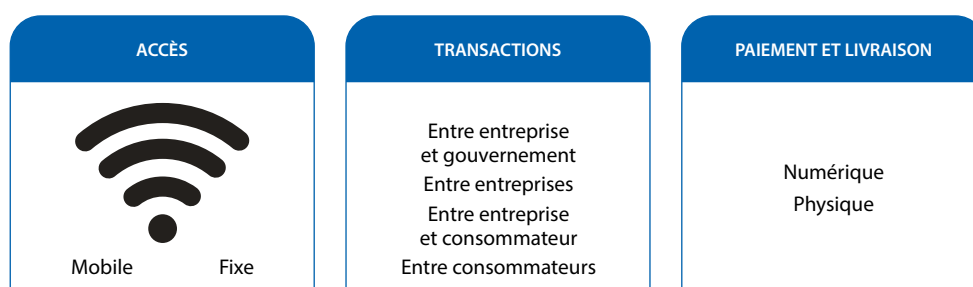 ACCÈS
Mobile Fixe
TRANSACTIONS
Entre entreprise
et gouvernement
Entre entreprises
Entre entreprise
et consommateur
Entre consommateurs
PAIEMENT ET LIVRAISON
Numérique
Physique